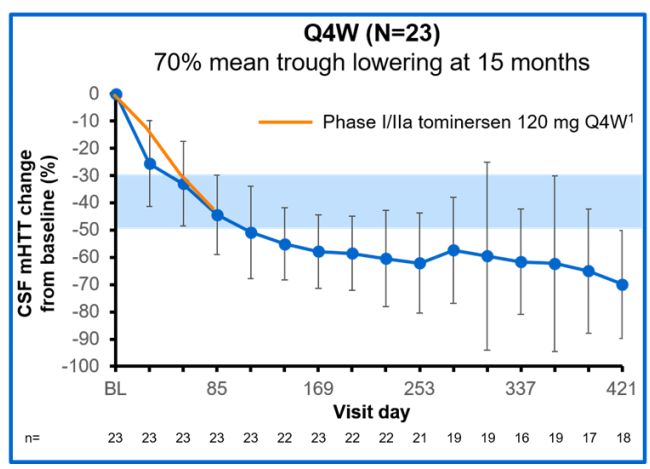 Q4W (N=23)
70% mean trough lowering at 15 months
Phase I/IIa tominersen 120 mg Q4W¹
CSF mHTT change
from baseline (%)
0
-10
-20
-30
-40
-50
-60
-70
-80
-90
-100
BL 85 169 253 337 421
Visit day
n= 23 23 23 23 23 22 23 22 22 21 19 19 16 19 17 18